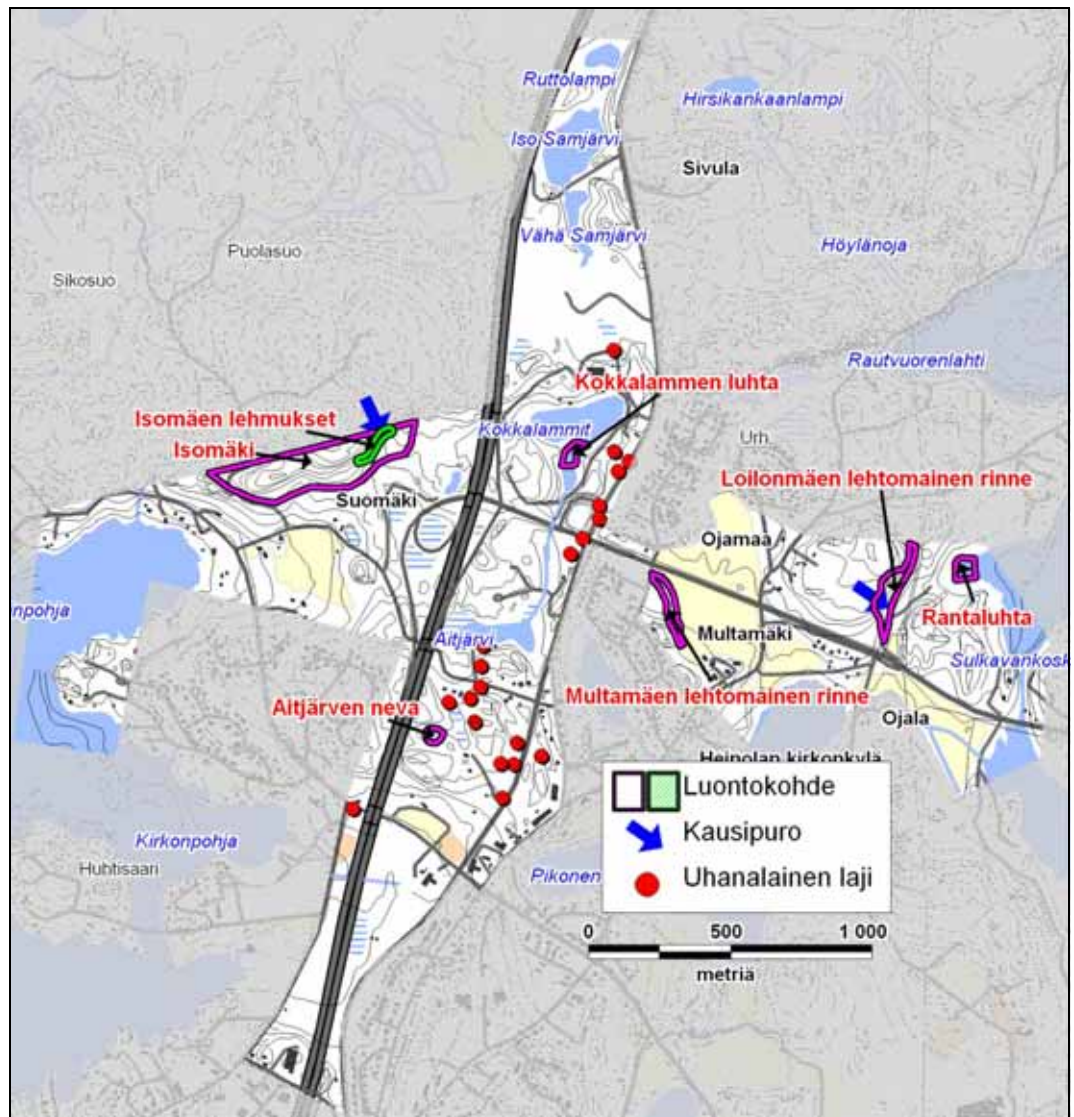 Ruttolampi
Hirsikankaanlampi
Iso Samjärvi
Sivula
Vähä Samjärvi
Höylänoja
Puolasuo
Sikosuo
Rautvuorenlahti
Kokkalammen luhta
Isomäen lehmukset
Kokkalammit
Urh.
Isomäki
Loilonmäen lehtomainen rinne
Suomäki
Ojamaa
npohja
Rantaluhta
Aitjärvi
Multamäki
Sulkavankosk
Multamäen lehtomainen rinne
Aitjärven neva
Ojala
Heinolan kirkonkylä
Luontokohde
Kausipuro
Kirkonpohja
Huhtisaari
Pikonen
Uhanalainen laji
0 500 1 000
metriä